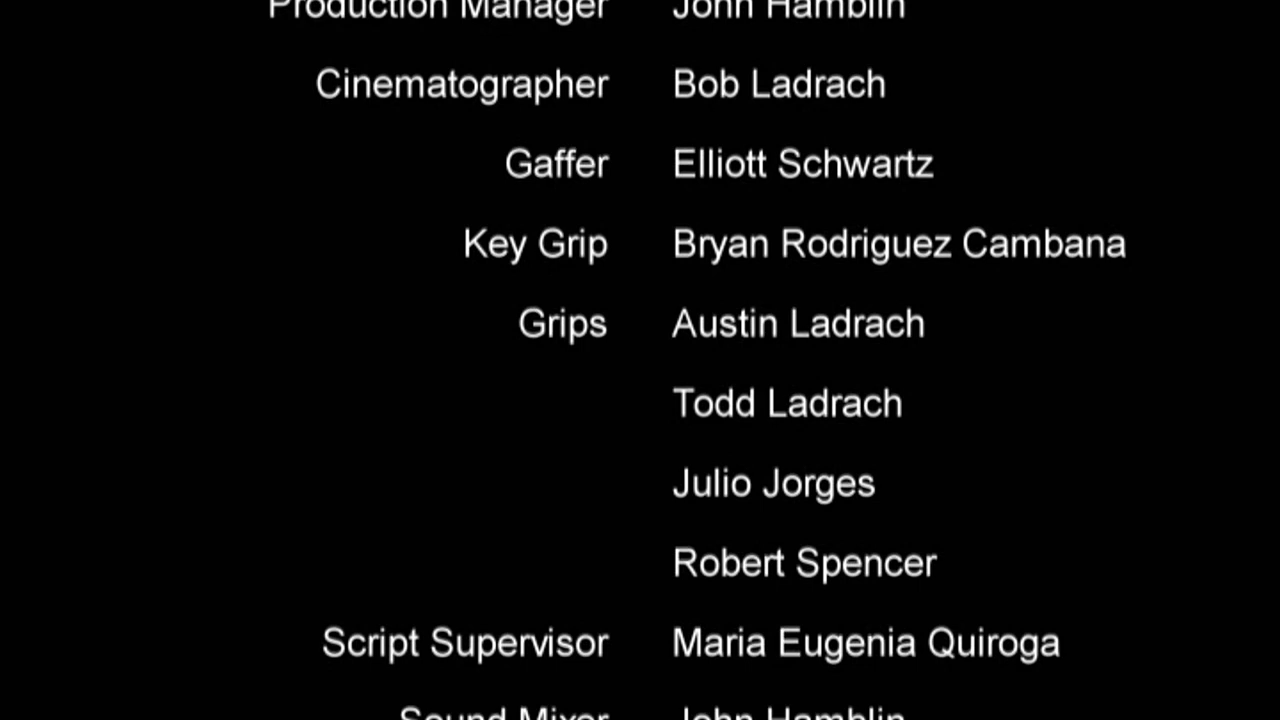 Production Manager John Hamblin
Cinematographer Bob Ladrach
Gaffer Elliott Schwartz
Key Grip Bryan Rodriguez Cambana
Grips Austin Ladrach
Todd Ladrach
Julio Jorges
Robert Spencer
Script Supervisor Maria Eugenia Quiroga
Sound Mixer John Hamblin